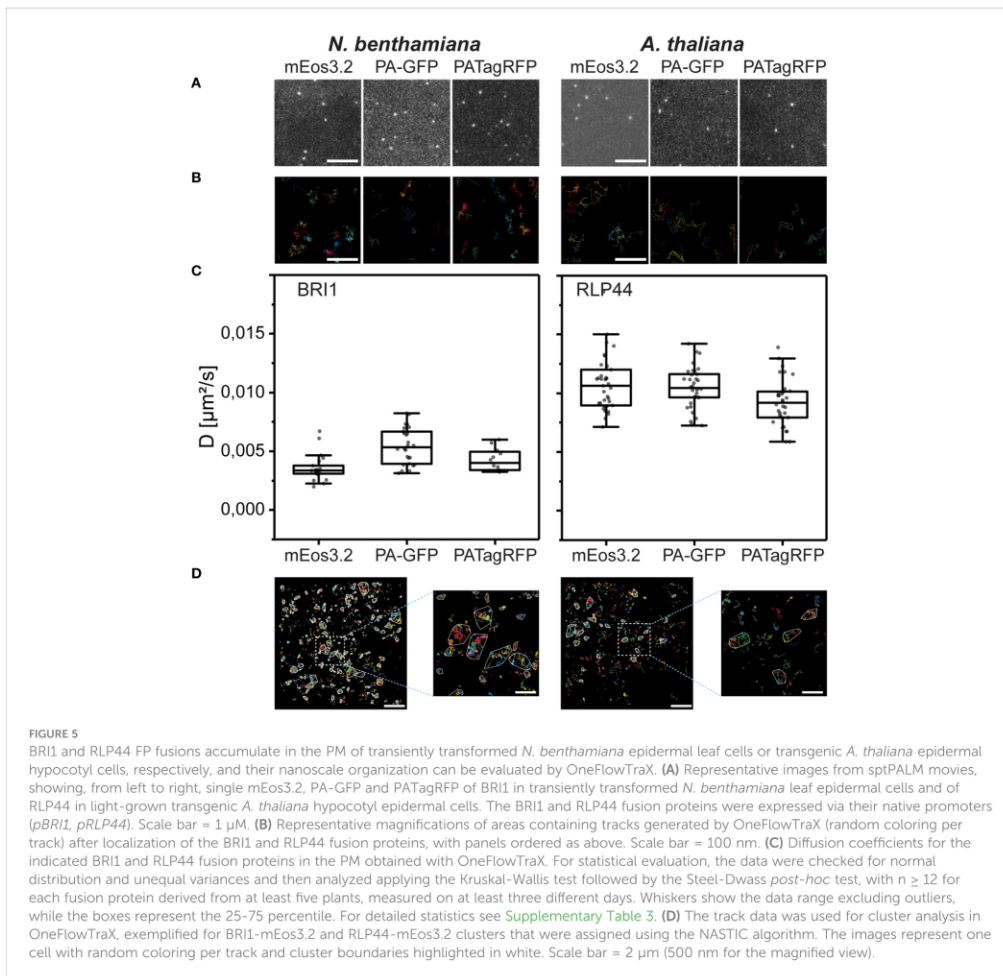 N. benthamiana A. thaliana
mEos3.2 PA-GFP PATagRFP mEos3.2 PA-GFP PATagRFP
A
B
C
BRI1 RLP44
0,015
0,010
0,005
0,000
D [µm²/s]
mEos3.2 PA-GFP PATagRFP mEos3.2 PA-GFP PATagRFP
D
FIGURE 5
BRI1 and RLP44 FP fusions accumulate in the PM of transiently transformed N. benthamiana epidermal leaf cells or transgenic A. thaliana epidermal
hypocotyl cells, respectively, and their nanoscale organization can be evaluated by OneFlowTraX. (A) Representative images from sptPALM movies,
showing, from left to right, single mEos3.2, PA-GFP and PATagRFP of BRI1 in transiently transformed N. benthamiana leaf epidermal cells and of
RLP44 in light-grown transgenic A. thaliana hypocotyl epidermal cells. The BRI1 and RLP44 fusion proteins were expressed via their native promoters
(pBRI1, pRLP44). Scale bar = 1 µM. (B) Representative magnifications of areas containing tracks generated by OneFlowTraX (random coloring per
track) after localization of the BRI1 and RLP44 fusion proteins, with panels ordered as above. Scale bar = 100 nm. (C) Diffusion coefficients for the
indicated BRI1 and RLP44 fusion proteins in the PM obtained with OneFlowTraX. For statistical evaluation, the data were checked for normal
distribution and unequal variances and then analyzed applying the Kruskal-Wallis test followed by the Steel-Dwass post-hoc test, with n ≥ 12 for
each fusion protein derived from at least five plants, measured on at least three different days. Whiskers show the data range excluding outliers,
while the boxes represent the 25-75 percentile. For detailed statistics see Supplementary Table 3. (D) The track data was used for cluster analysis in
OneFlowTraX, exemplified for BRI1-mEos3.2 and RLP44-mEos3.2 clusters that were assigned using the NASTIC algorithm. The images represent one
cell with random coloring per track and cluster boundaries highlighted in white. Scale bar = 2 µm (500 nm for the magnified view).